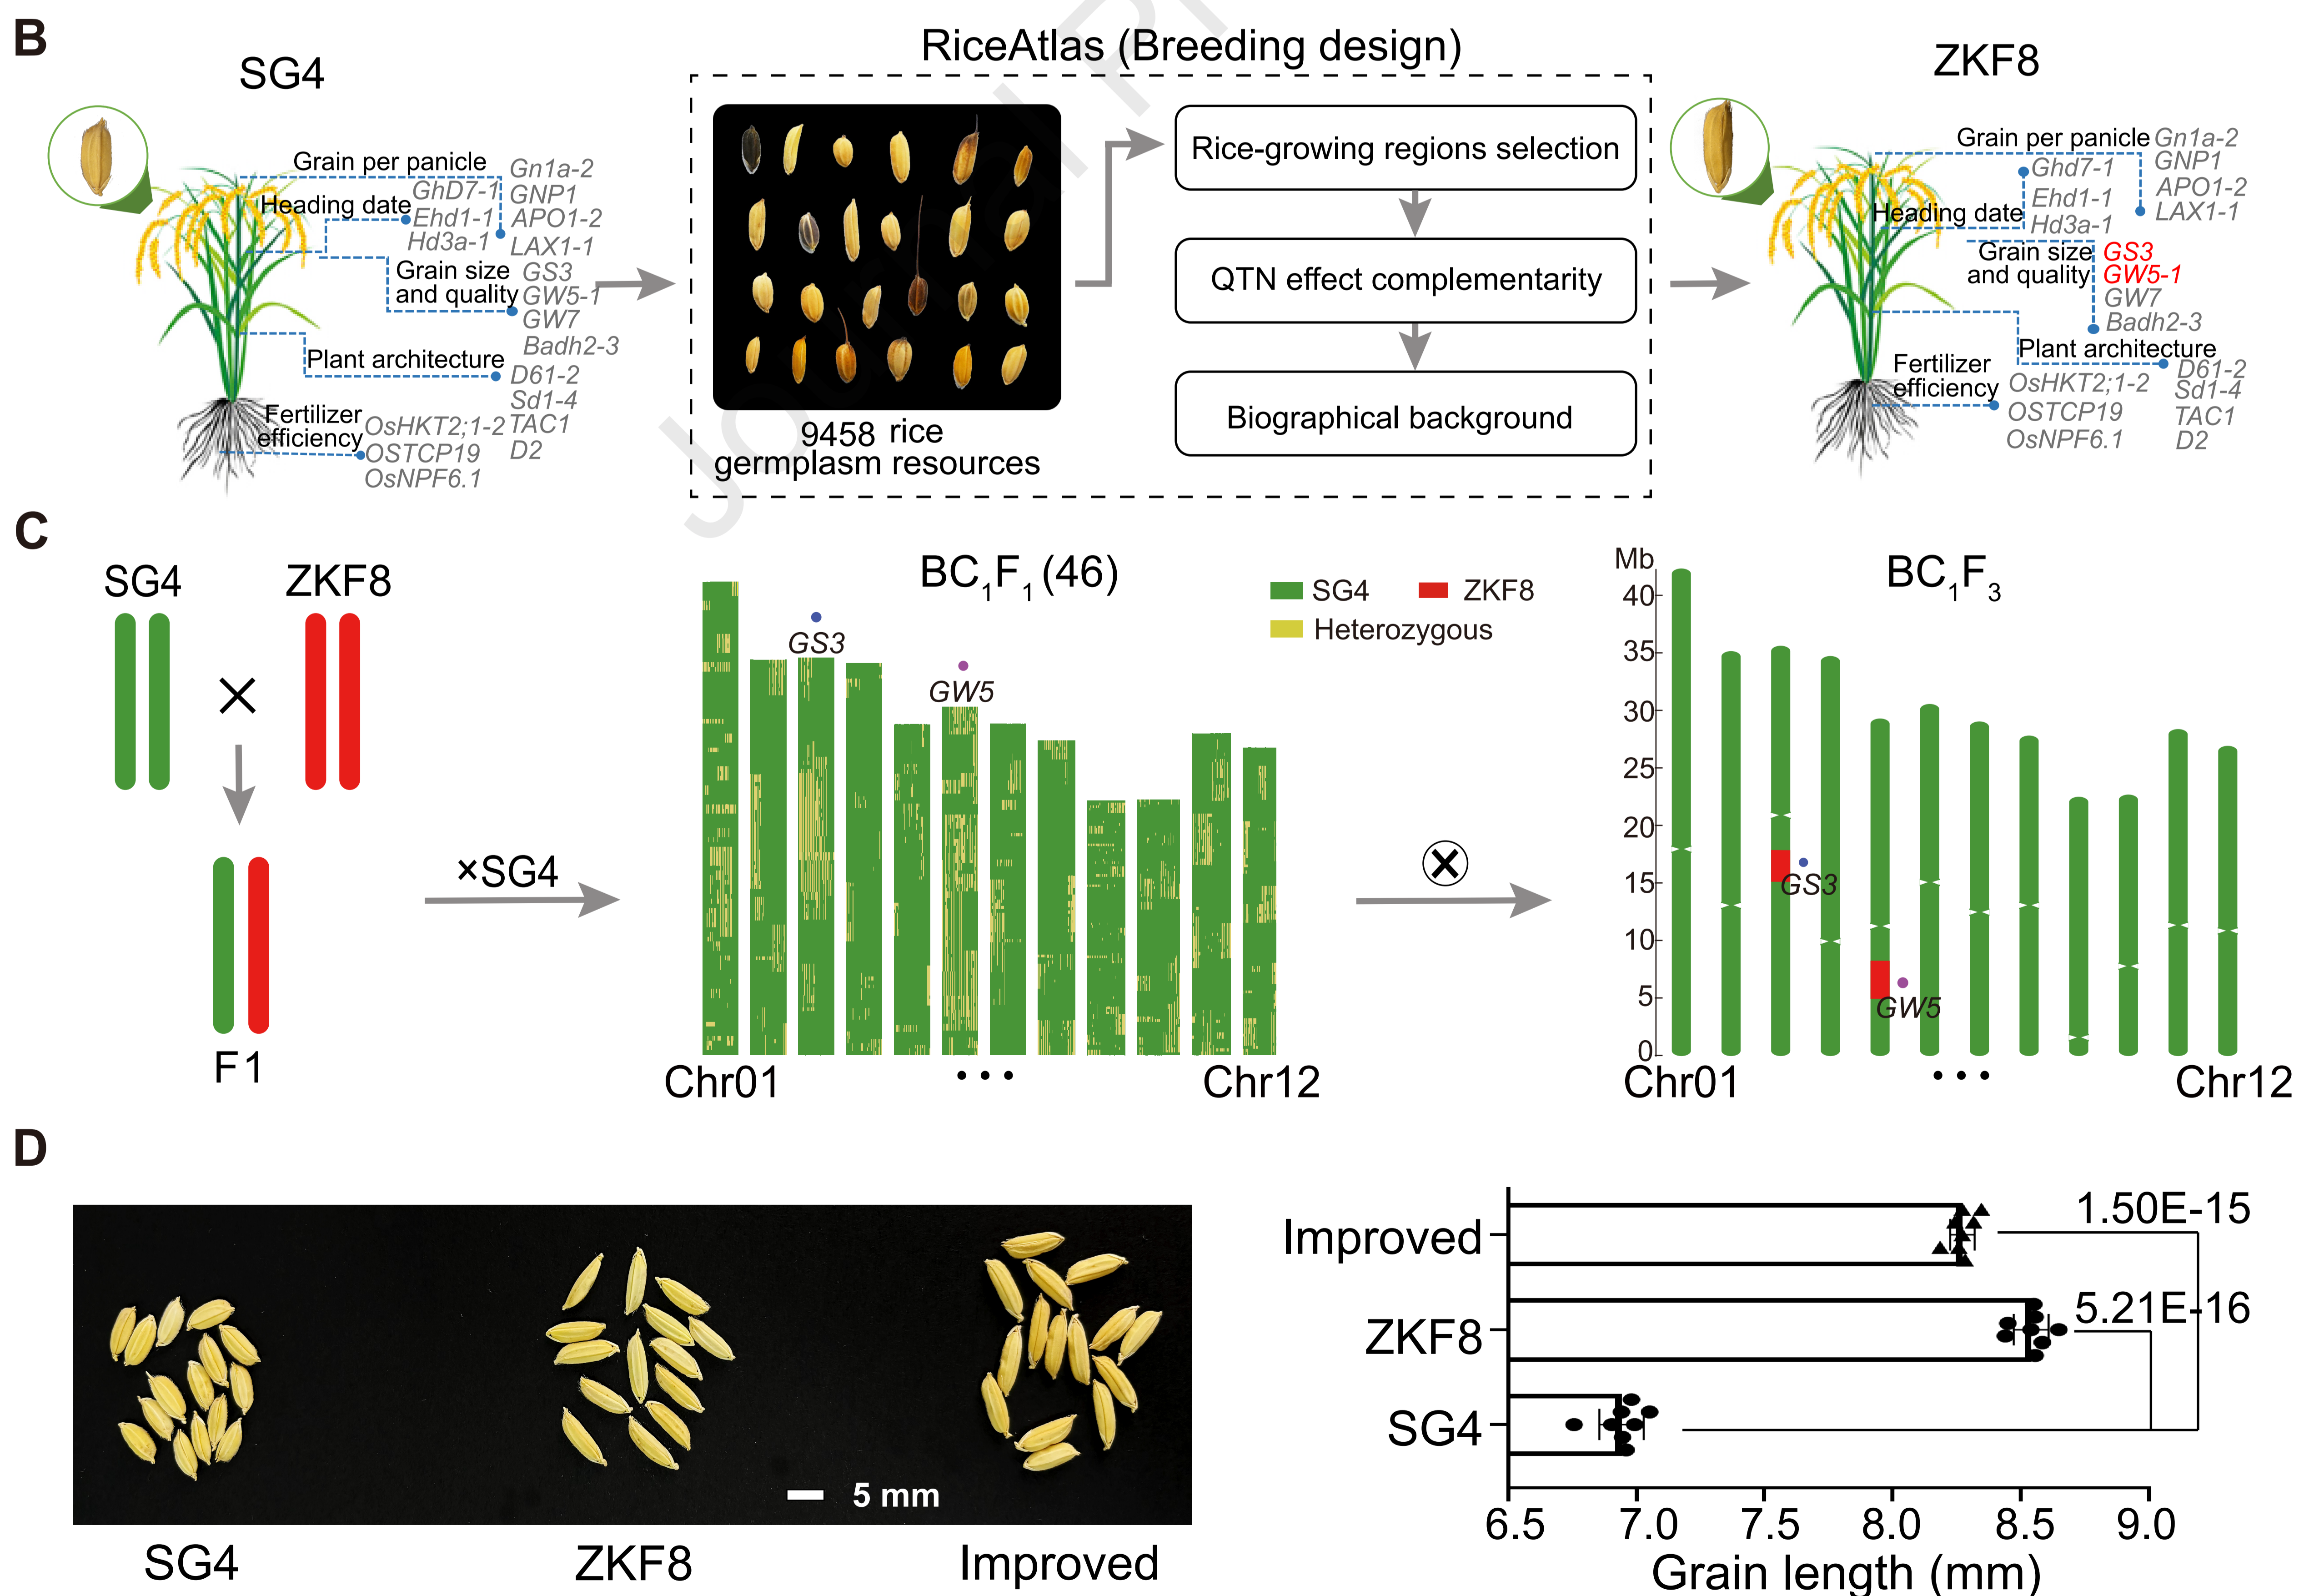 B
SG4
Grain per panicle
Heading date
GhD7-1
Ehd1-1
Hd3a-1
Gn1a-2
GNP1
APO1-2
LAX1-1
Grain size
and quality
GS3
GW5-1
GW7
Badh2-3
Plant architecture
D61-2
Sd1-4
TAC1
D2
Fertilizer
efficiency
OsHKT2;1-2
OSTCP19
OsNPF6.1
RiceAtlas (Breeding design)
9458 rice
germplasm resources
Rice-growing regions selection
QTN effect complementarity
Biographical background
ZKF8
Grain per panicle
Gn1a-2
GNP1
APO1-2
LAX1-1
Heading date
Ghd7-1
Ehd1-1
Hd3a-1
Grain size
and quality
GS3
GW5-1
GW7
Badh2-3
Plant architecture
D61-2
Sd1-4
TAC1
D2
Fertilizer
efficiency
OsHKT2;1-2
OSTCP19
OsNPF6.1
C
SG4
ZKF8
×
F1
×SG4
BC1F1(46)
GS3
GW5
SG4
ZKF8
Heterozygous
Chr01
...
Chr12
BC1F3
Mb
40
35
30
25
20
15
10
5
0
GS3
GW5
Chr01
...
Chr12
D
5 mm
SG4
ZKF8
Improved
Improved
ZKF8
SG4
1.50E-15
5.21E-16
6.5 7.0 7.5 8.0 8.5 9.0
Grain length (mm)